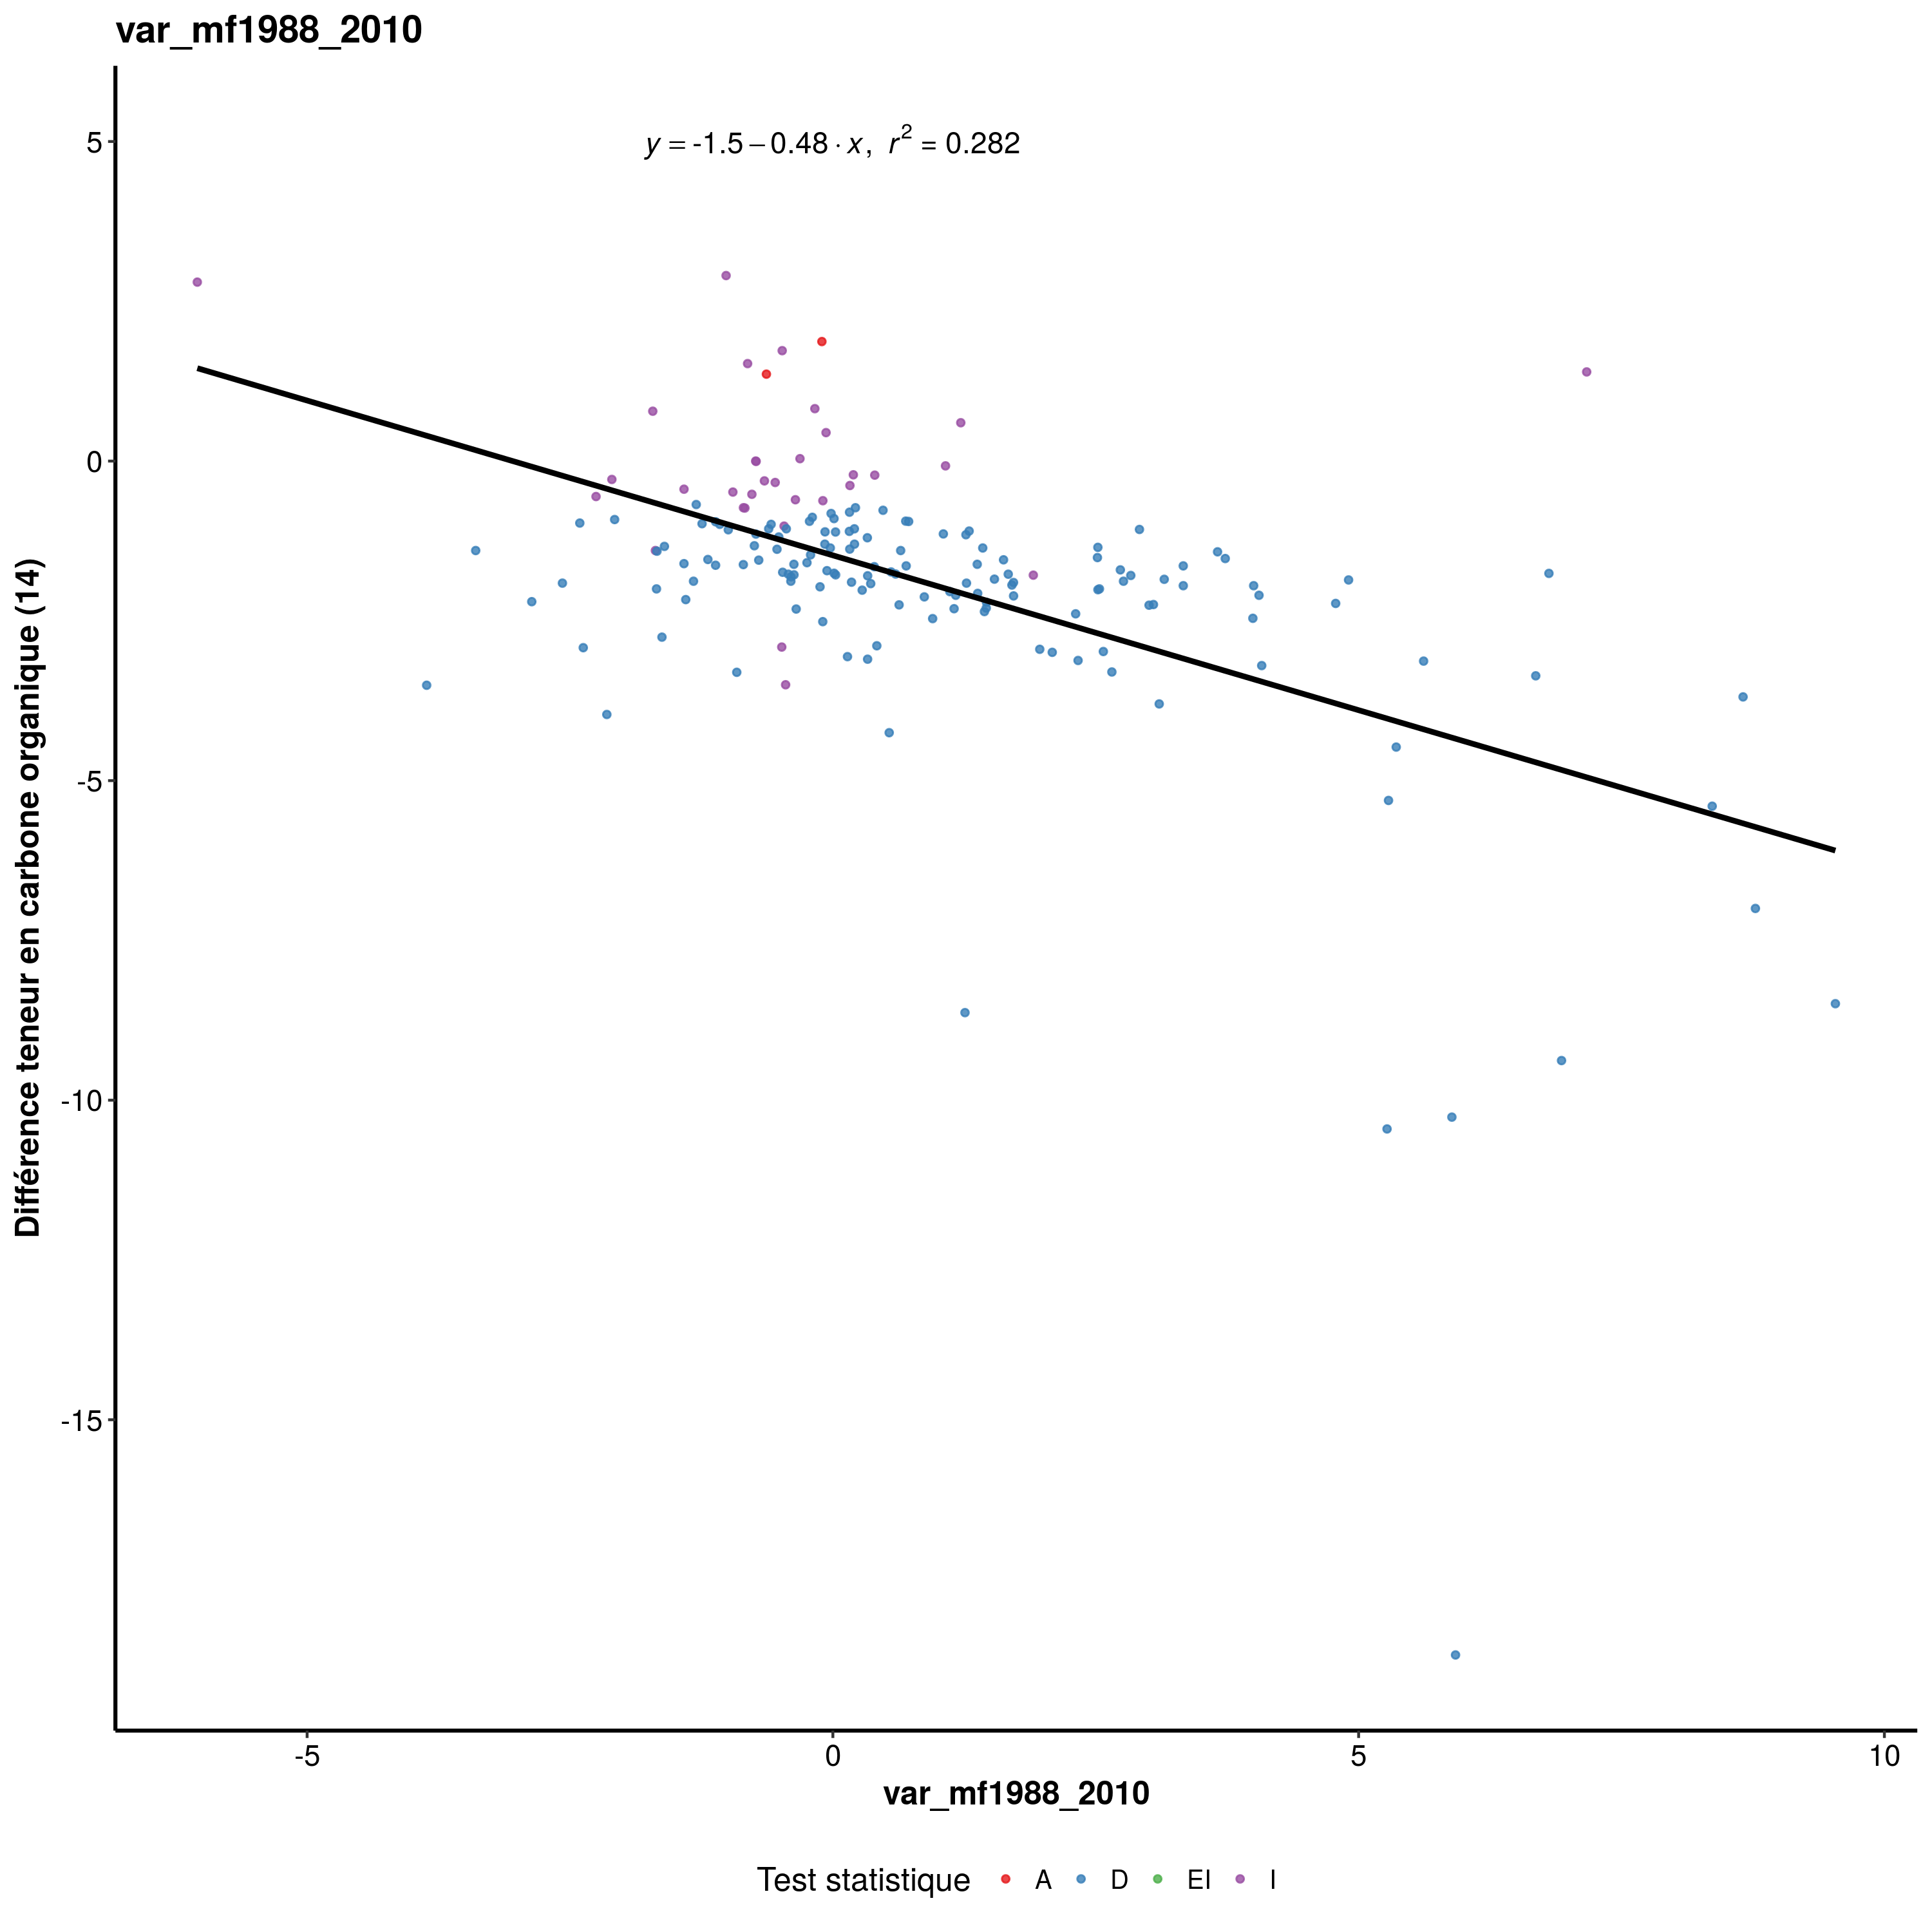 var_mf1988_2010
y = -1.5 − 0.48 · x, r² = 0.282
Différence teneur en carbone organique (14)
5
0
-5
-10
-15
-5 0 5 10
var_mf1988_2010
Test statistique A D EI I